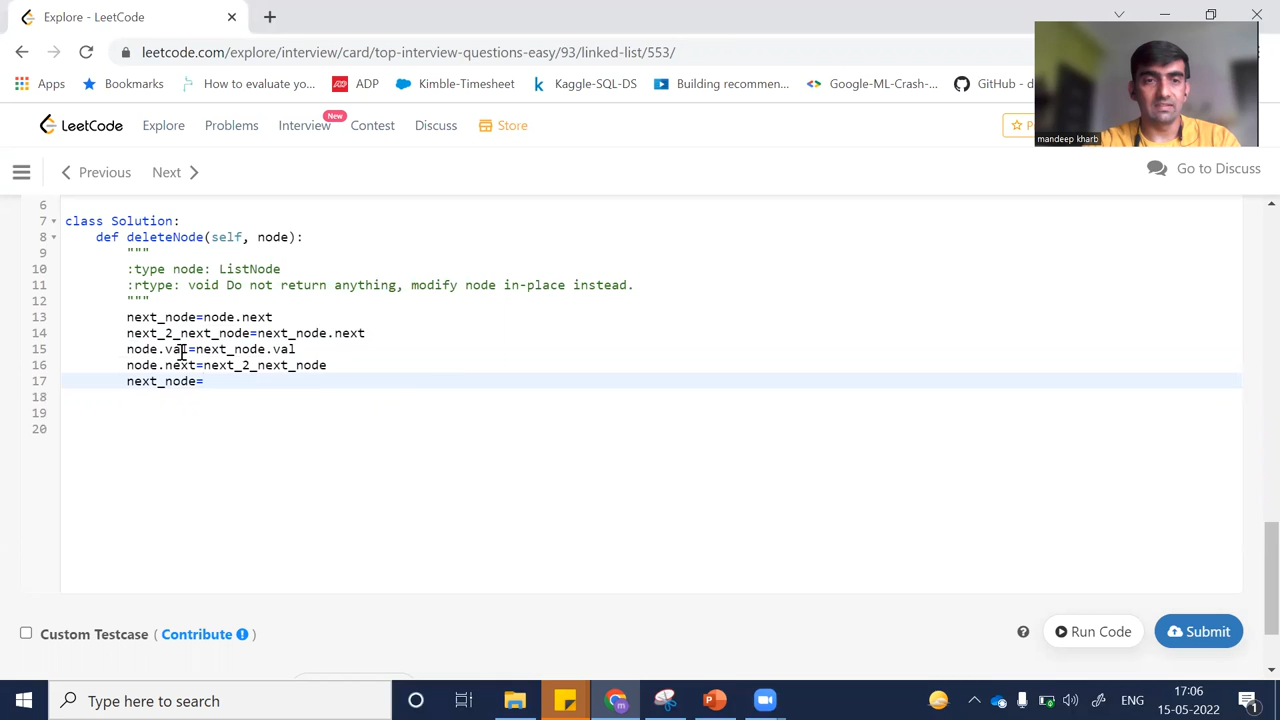 Explore - LeetCode
leetcode.com/explore/interview/card/top-interview-questions-easy/93/linked-list/553/
Apps Bookmarks How to evaluate yo... ADP Kimble-Timesheet Kaggle-SQL-DS Building recommen... Google-ML-Crash-... GitHub - d
mandeep kharb
LeetCode Explore Problems Interview New Contest Discuss Store
Previous Next Go to Discuss
6
7 class Solution:
8 def deleteNode(self, node):
9 """
10 :type node: ListNode
11 :rtype: void Do not return anything, modify node in-place instead.
12 """
13 next_node=node.next
14 next_2_next_node=next_node.next
15 node.val=next_node.val
16 node.next=next_2_next_node
17 next_node=
18
19
20
Custom Testcase ( Contribute ) ? Run Code Submit
Type here to search
ENG
17:06
15-05-2022
1